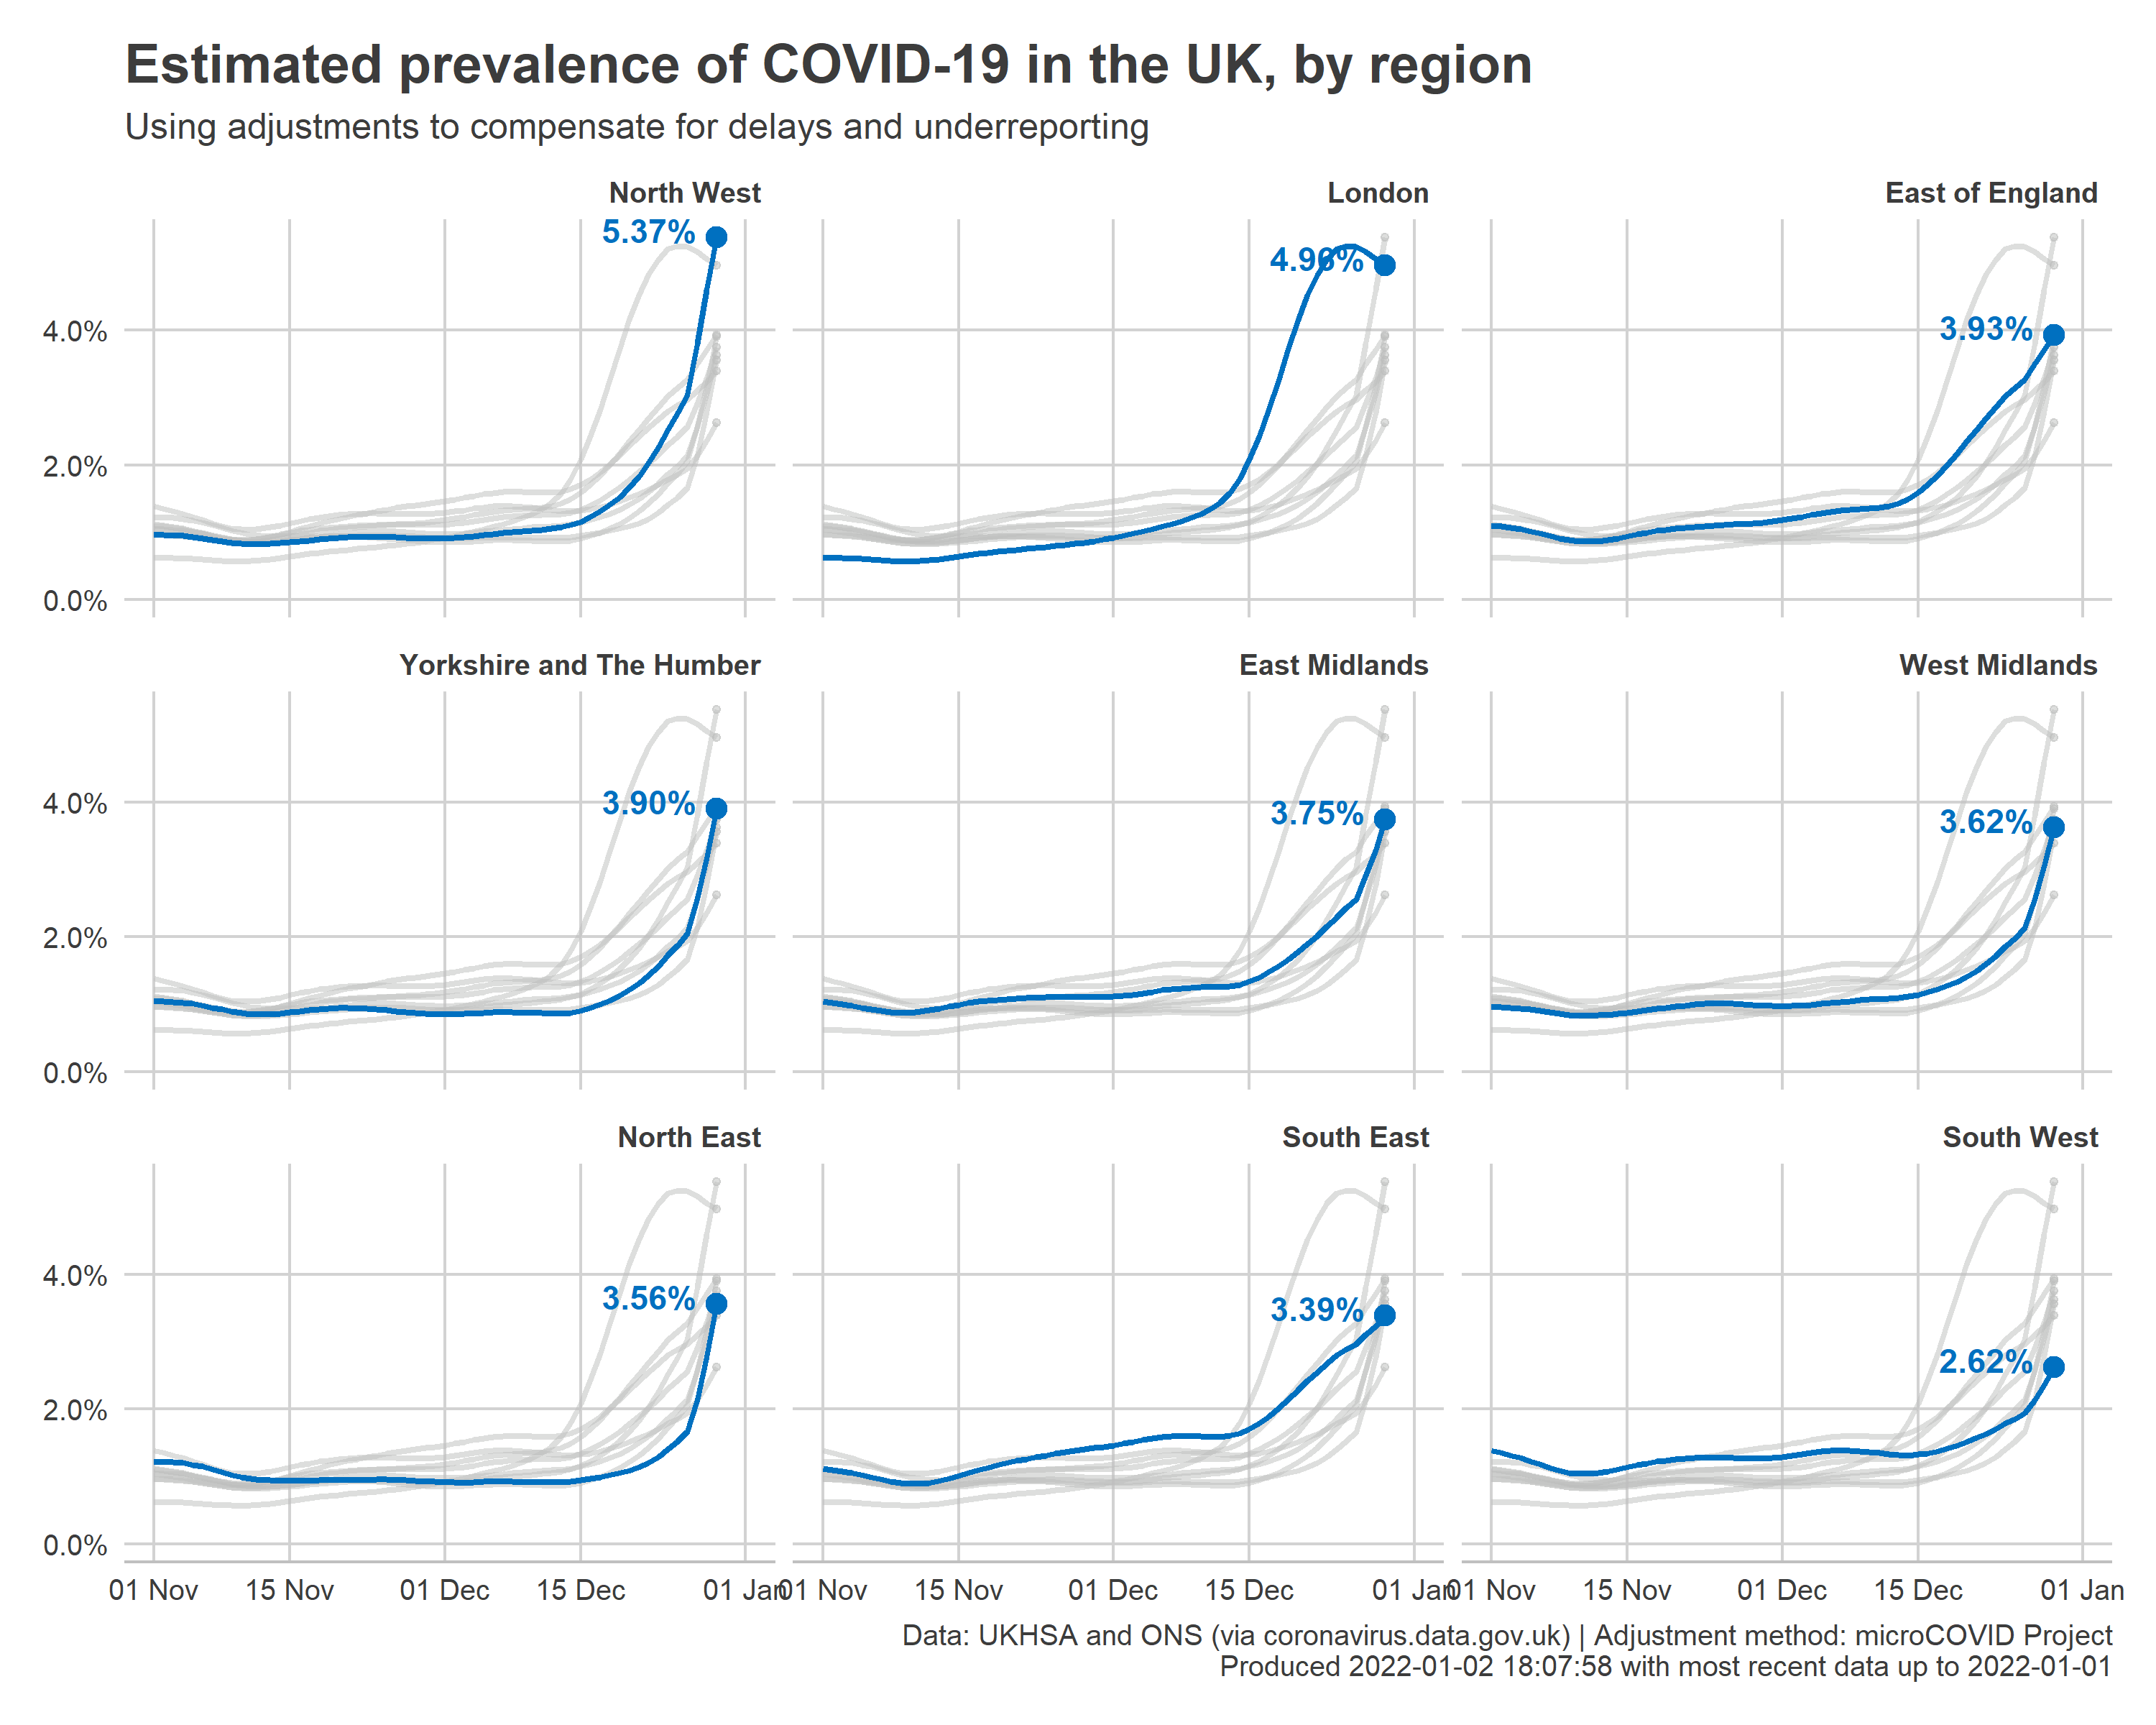 Estimated prevalence of COVID-19 in the UK, by region
Using adjustments to compensate for delays and underreporting
North West
London
East of England
5.37%
4.96%
3.93%
4.0%
2.0%
0.0%
Yorkshire and The Humber
East Midlands
West Midlands
3.90%
3.75%
3.62%
4.0%
2.0%
0.0%
North East
South East
South West
3.56%
3.39%
2.62%
4.0%
2.0%
0.0%
01 Nov 15 Nov 01 Dec 15 Dec 01 Jan
01 Nov 15 Nov 01 Dec 15 Dec 01 Jan
01 Nov 15 Nov 01 Dec 15 Dec 01 Jan
Data: UKHSA and ONS (via coronavirus.data.gov.uk) | Adjustment method: microCOVID Project
Produced 2022-01-02 18:07:58 with most recent data up to 2022-01-01